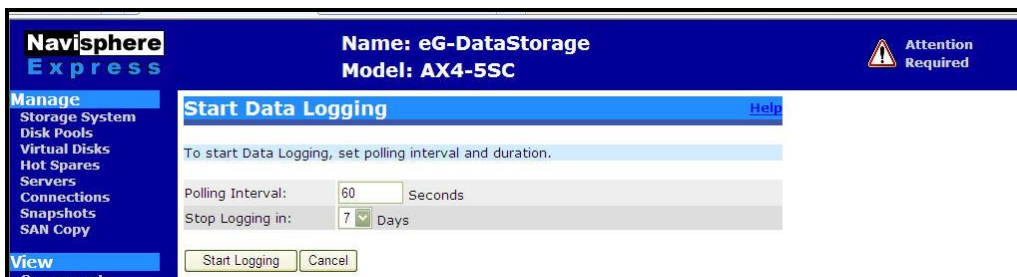 Navisphere
Express
Name: eG-DataStorage
Model: AX4-5SC
Attention
Required
Manage
Storage System
Disk Pools
Virtual Disks
Hot Spares
Servers
Connections
Snapshots
SAN Copy
View
Start Data Logging
Help
To start Data Logging, set polling interval and duration.
Polling Interval: 60 Seconds
Stop Logging in: 7 Days
Start Logging Cancel